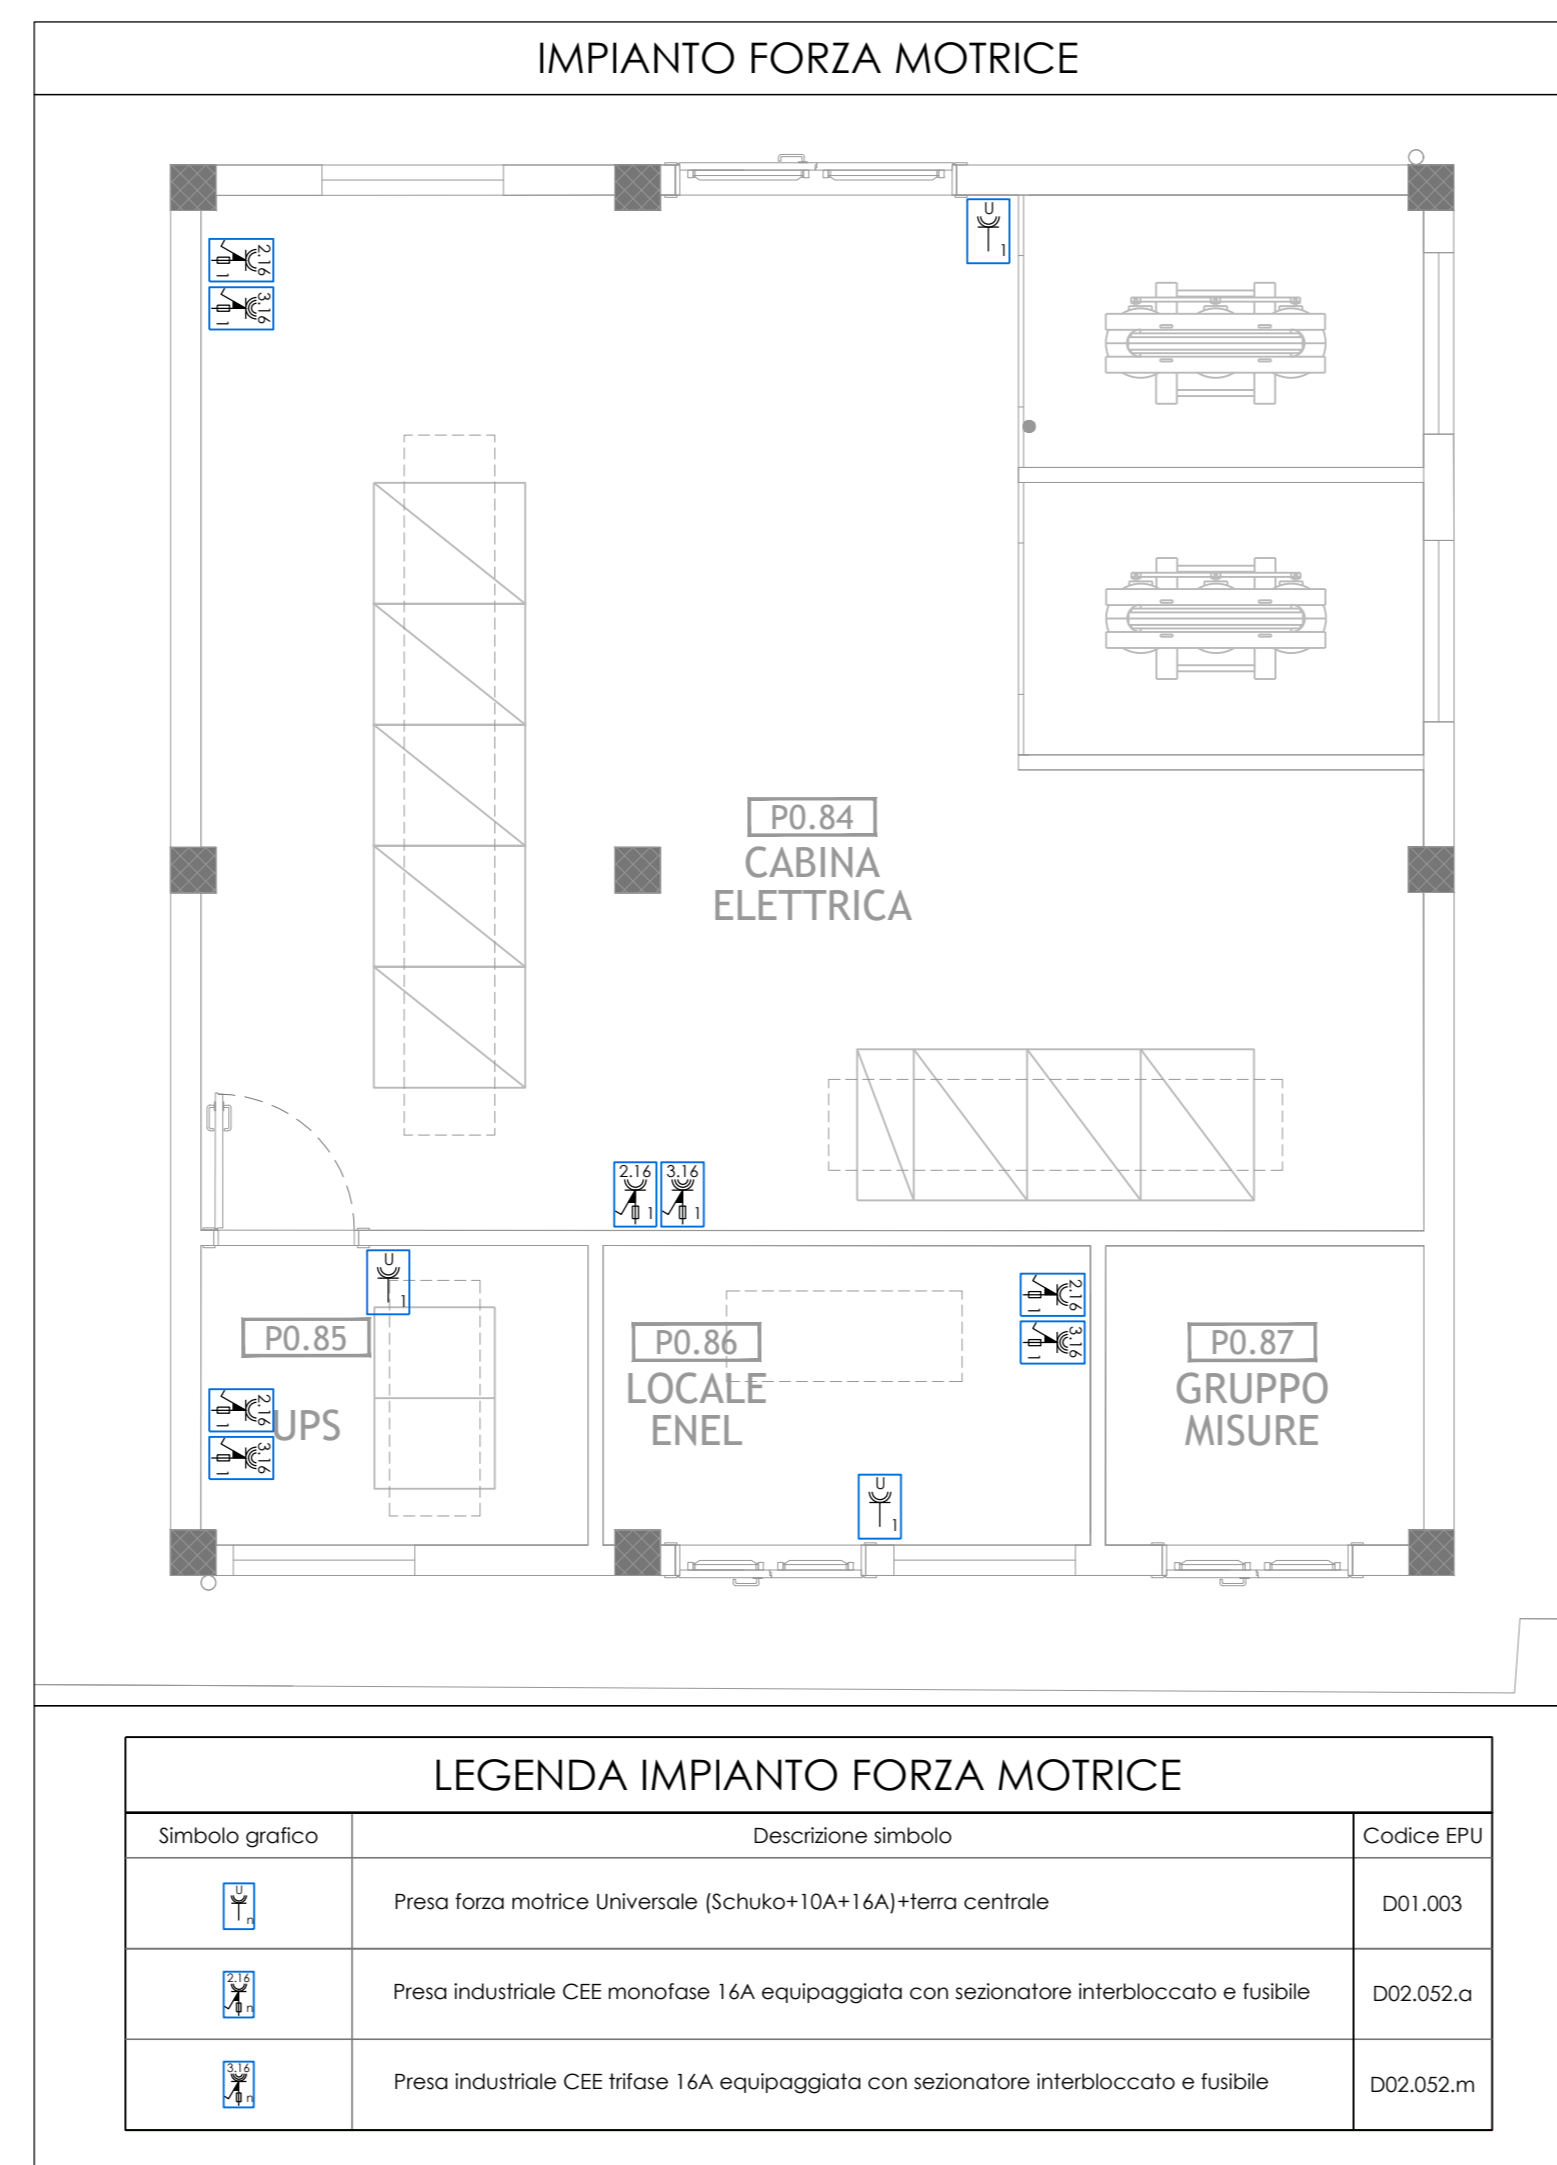 IMPIANTO FORZA MOTRICE
U
1
2.16
1
3.16
1
P0.84
CABINA
ELETTRICA
2.16
1
3.16
1
U
1
2.16
1
3.16
1
P0.85
UPS
2.16
1
3.16
1
P0.86
LOCALE
ENEL
U
1
P0.87
GRUPPO
MISURE
LEGENDA IMPIANTO FORZA MOTRICE
Simbolo grafico Descrizione simbolo Codice EPU
U n Presa forza motrice Universale (Schuko+10A+16A)+terra centrale D01.003
2.16 n Presa industriale CEE monofase 16A equipaggiata con sezionatore interbloccato e fusibile D02.052.a
3.16 n Presa industriale CEE trifase 16A equipaggiata con sezionatore interbloccato e fusibile D02.052.m